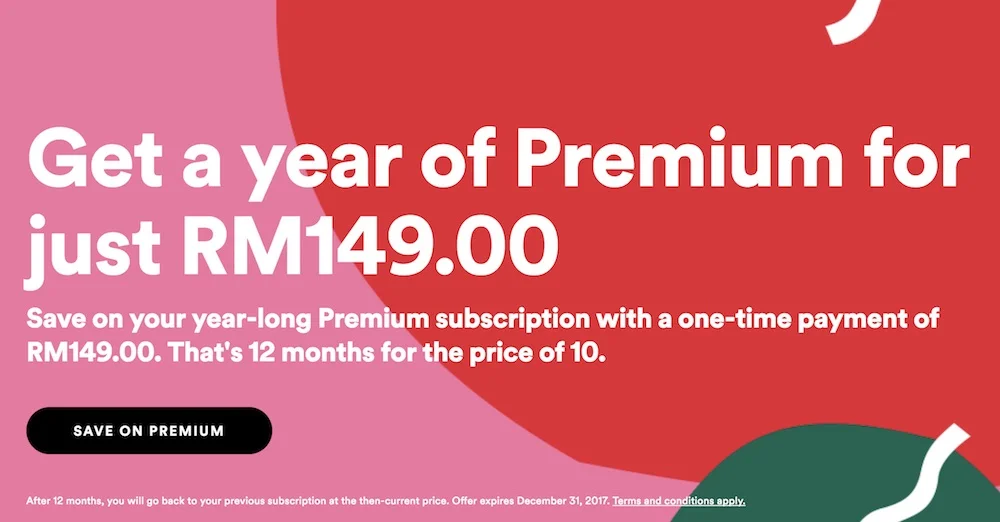 Get a year of Premium for
just RM149.00
Save on your year-long Premium subscription with a one-time payment of
RM149.00. That's 12 months for the price of 10.
SAVE ON PREMIUM
After 12 months, you will go back to your previous subscription at the then-current price. Offer expires December 31, 2017. Terms and conditions apply.